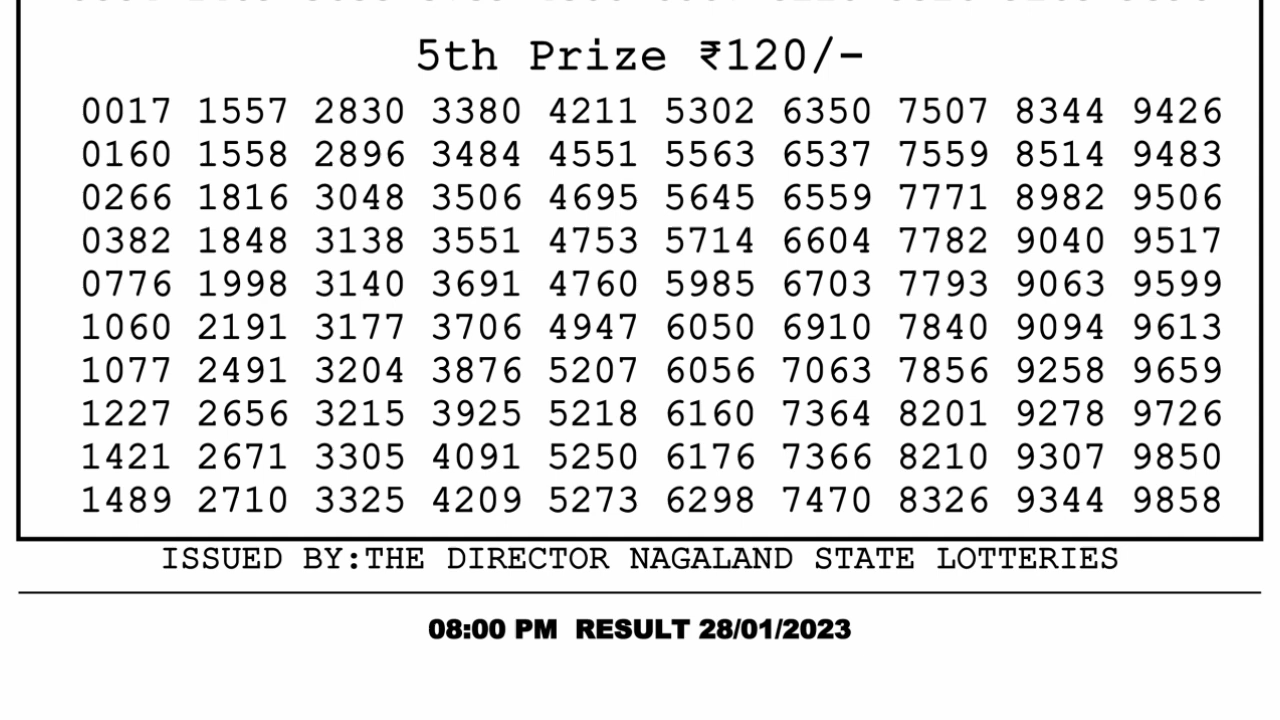 5th Prize ₹120/-
0017 1557 2830 3380 4211 5302 6350 7507 8344 9426
0160 1558 2896 3484 4551 5563 6537 7559 8514 9483
0266 1816 3048 3506 4695 5645 6559 7771 8982 9506
0382 1848 3138 3551 4753 5714 6604 7782 9040 9517
0776 1998 3140 3691 4760 5985 6703 7793 9063 9599
1060 2191 3177 3706 4947 6050 6910 7840 9094 9613
1077 2491 3204 3876 5207 6056 7063 7856 9258 9659
1227 2656 3215 3925 5218 6160 7364 8201 9278 9726
1421 2671 3305 4091 5250 6176 7366 8210 9307 9850
1489 2710 3325 4209 5273 6298 7470 8326 9344 9858
ISSUED BY:THE DIRECTOR NAGALAND STATE LOTTERIES
08:00 PM RESULT 28/01/2023